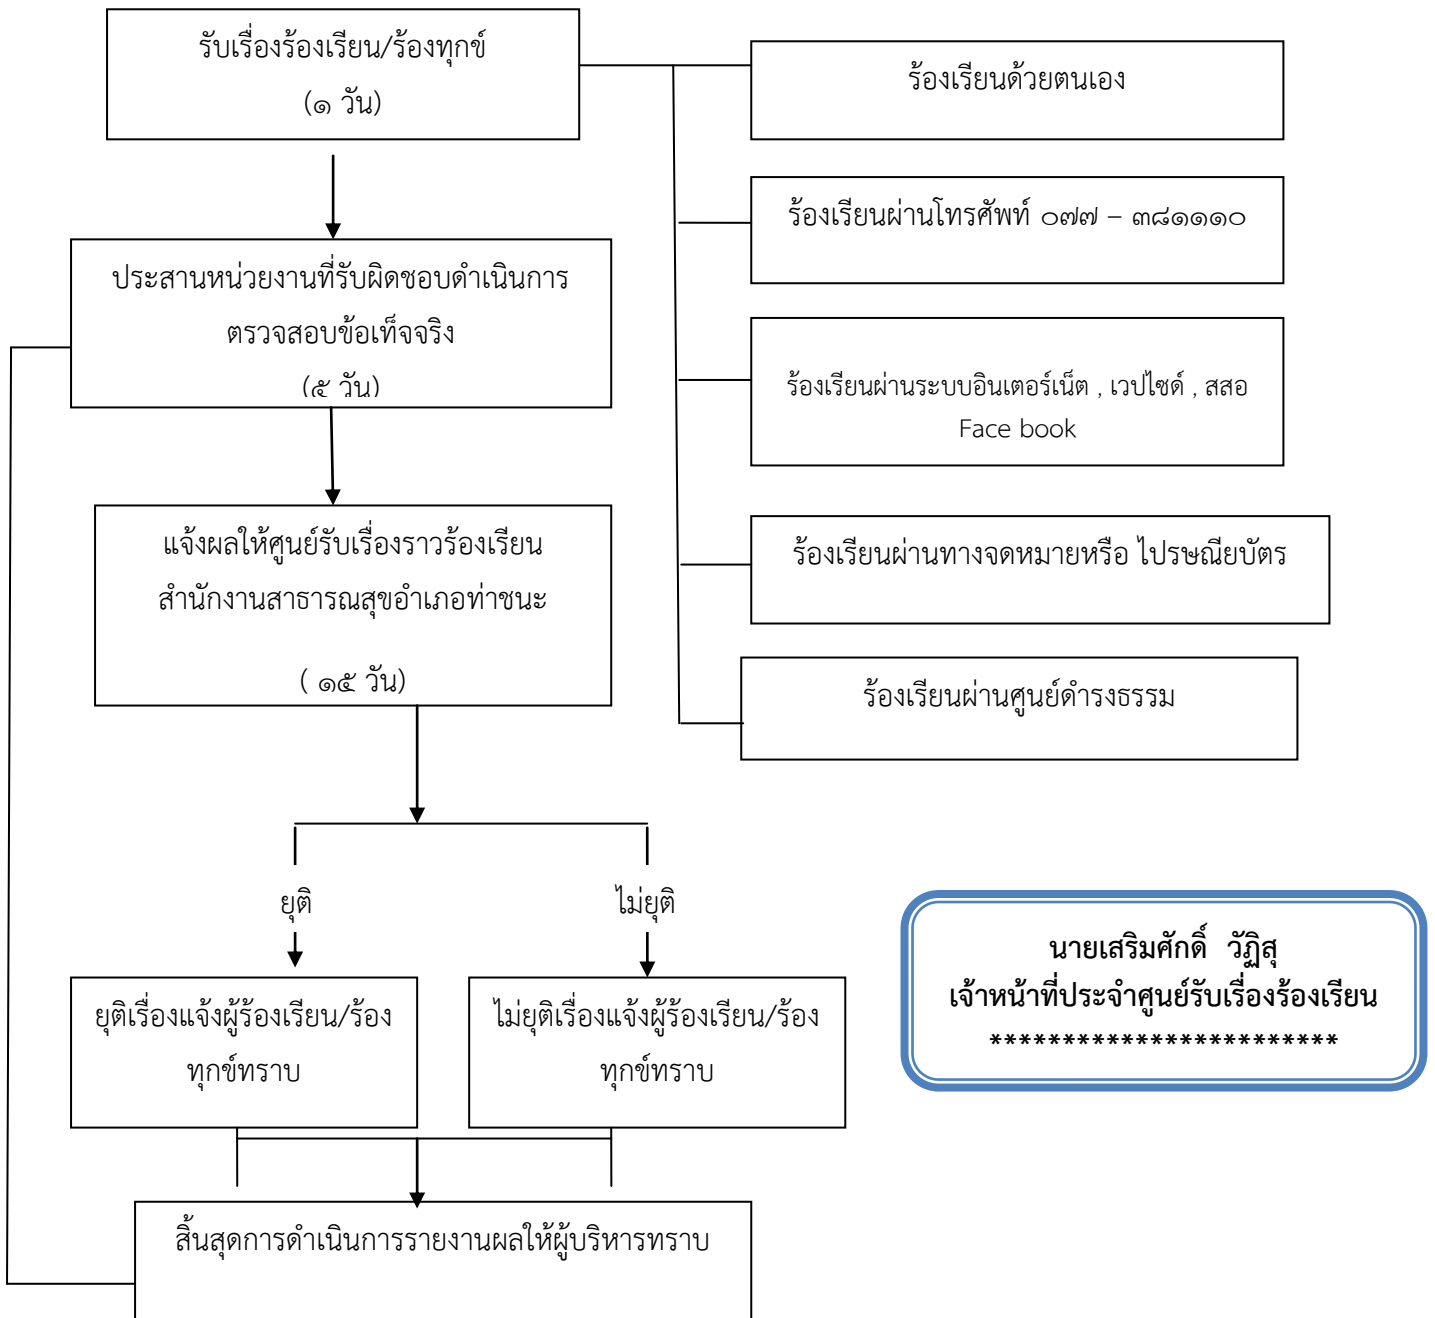 รับเรื่องร้องเรียน/ร้องทุกข์
(๑ วัน)
ร้องเรียนด้วยตนเอง
ร้องเรียนผ่านโทรศัพท์ ๐๗๗ – ๓๘๑๑๑๐
ประสานหน่วยงานที่รับผิดชอบดำเนินการ
ตรวจสอบข้อเท็จจริง
(๕ วัน)
ร้องเรียนผ่านระบบอินเตอร์เน็ต , เวปไซด์ , สสอ
Face book
แจ้งผลให้ศูนย์รับเรื่องราวร้องเรียน
สำนักงานสาธารณสุขอำเภอท่าชนะ
( ๑๕ วัน)
ร้องเรียนผ่านทางจดหมายหรือ ไปรษณียบัตร
ร้องเรียนผ่านศูนย์ดำรงธรรม
ยุติ
ไม่ยุติ
ยุติเรื่องแจ้งผู้ร้องเรียน/ร้อง
ทุกข์ทราบ
ไม่ยุติเรื่องแจ้งผู้ร้องเรียน/ร้อง
ทุกข์ทราบ
นายเสริมศักดิ์ วัฏิสุ
เจ้าหน้าที่ประจำศูนย์รับเรื่องร้องเรียน
************************
สิ้นสุดการดำเนินการรายงานผลให้ผู้บริหารทราบ